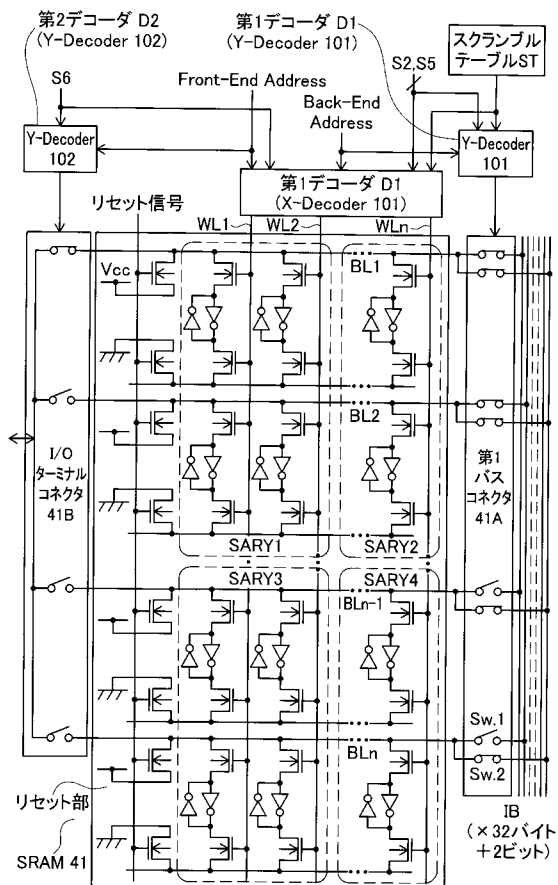 第2デコーダ D2
(Y-Decoder 102)
第1デコーダ D1
(Y-Decoder 101)
スクランブル
テーブルST
S6
Front-End Address
S2,S5
Back-End
Address
Y-Decoder
102
Y-Decoder
101
第1デコーダ D1
(X-Decoder 101)
リセット信号
WL1
WL2
WLn
Vcc
BL1
BL2
I/O
ターミナル
コネクタ
41B
第1
バス
コネクタ
41A
SARY1
SARY2
SARY3
SARY4
BLn-1
BLn
Sw.1
Sw.2
リセット部
SRAM 41
IB
(×32バイト
+2ビット)